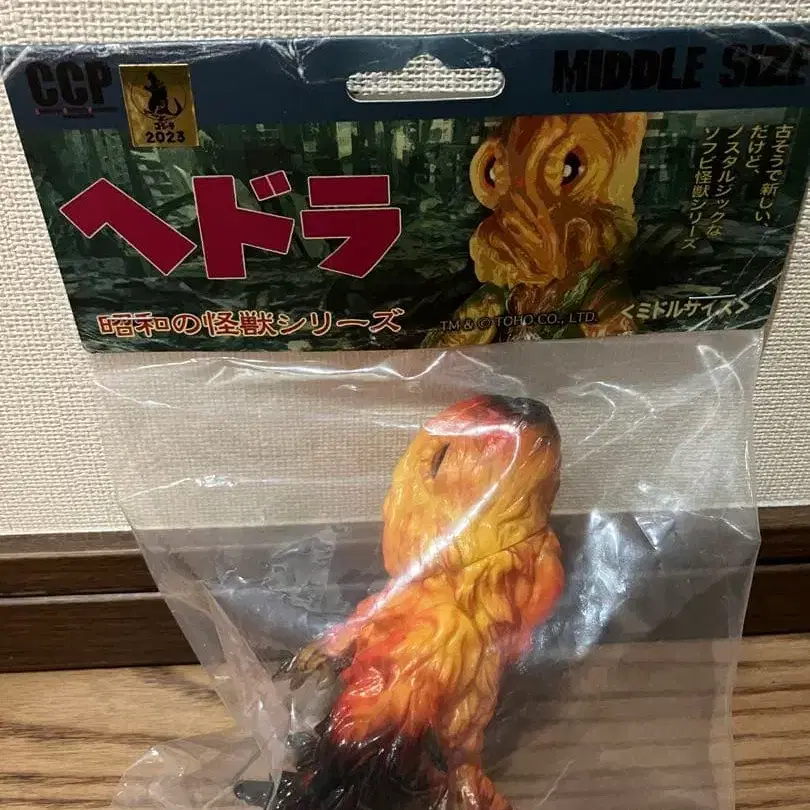 CCP
2023
MIDDLE SIZE
ヘドラ
昭和の怪獣シリーズ
古そうで新しい、
だけど、
ノスタルジックな
ソフビ怪獣シリーズ
<ミドルサイズ>
TM & © TOHO CO., LTD.